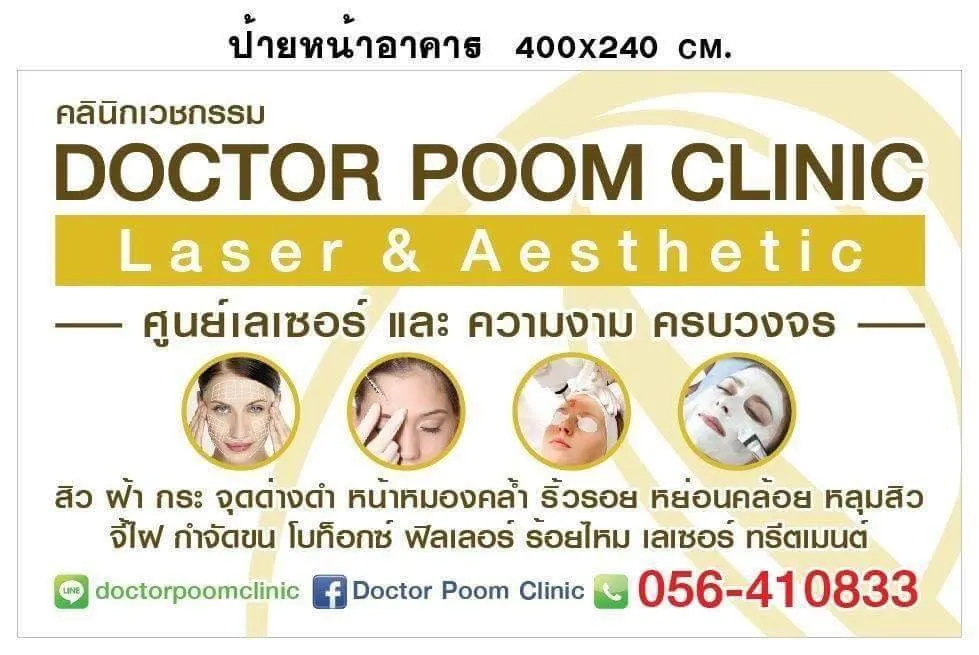 ป้ายหน้าอาคาร 400X240 CM.
คลินิกเวชกรรม
DOCTOR POOM CLINIC
Laser & Aesthetic
ศูนย์เลเซอร์ และ ความงาม ครบวงจร
สิว ฝ้า กระ จุดด่างดำ หน้าหมองคล้ำ ริ้วรอย หย่อนคล้อย หลุมสิว
จี้ไฝ กำจัดขน โบท็อกซ์ ฟิลเลอร์ ร้อยไหม เลเซอร์ ทรีตเมนต์
LINE doctorpoomclinic f Doctor Poom Clinic 056-410833